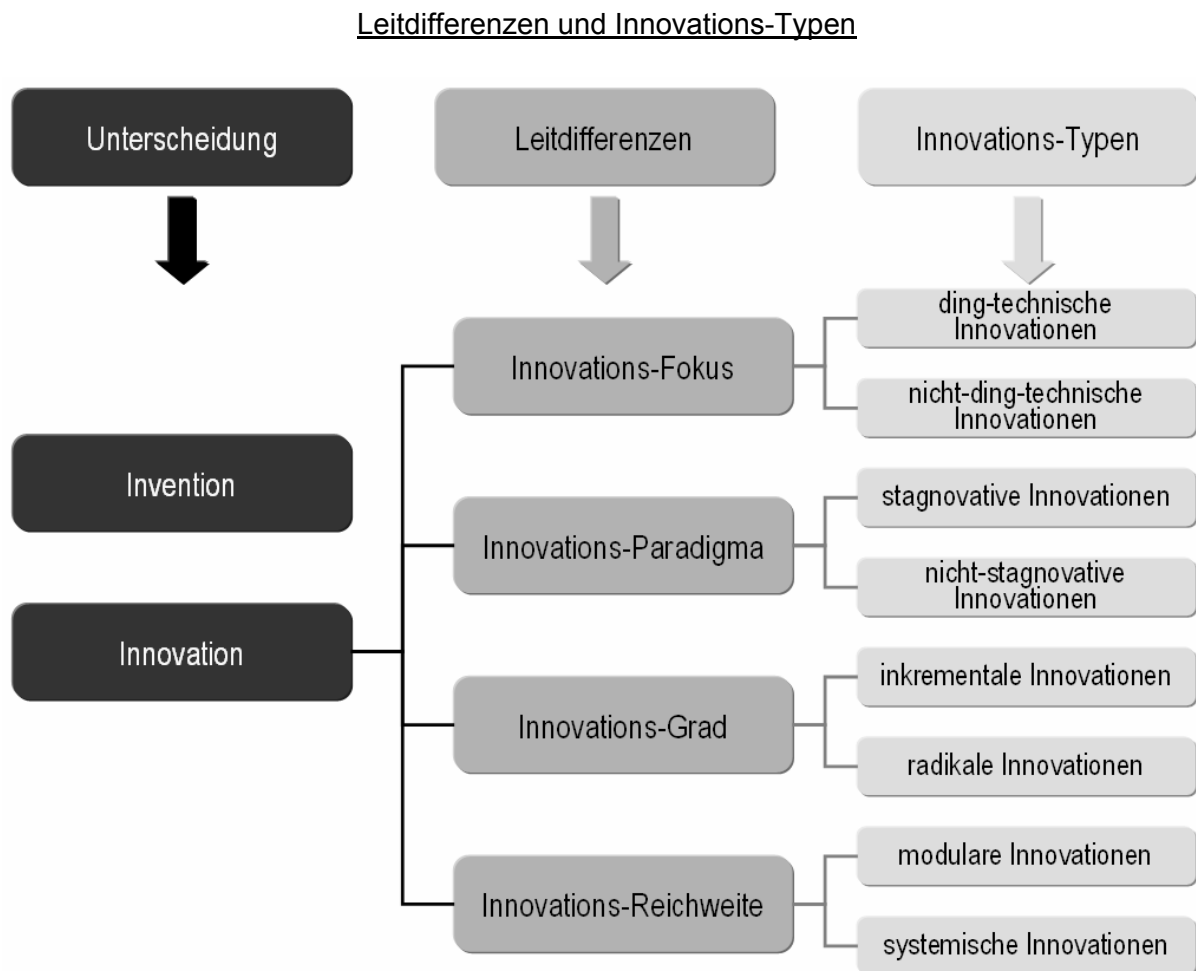 Leitdifferenzen und Innovations-Typen
Unterscheidung
Leitdifferenzen
Innovations-Typen
Invention
Innovation
Innovations-Fokus
ding-technische
Innovationen
nicht-ding-technische
Innovationen
Innovations-Paradigma
stagnovative Innovationen
nicht-stagnovative
Innovationen
Innovations-Grad
inkrementale Innovationen
radikale Innovationen
Innovations-Reichweite
modulare Innovationen
systemische Innovationen